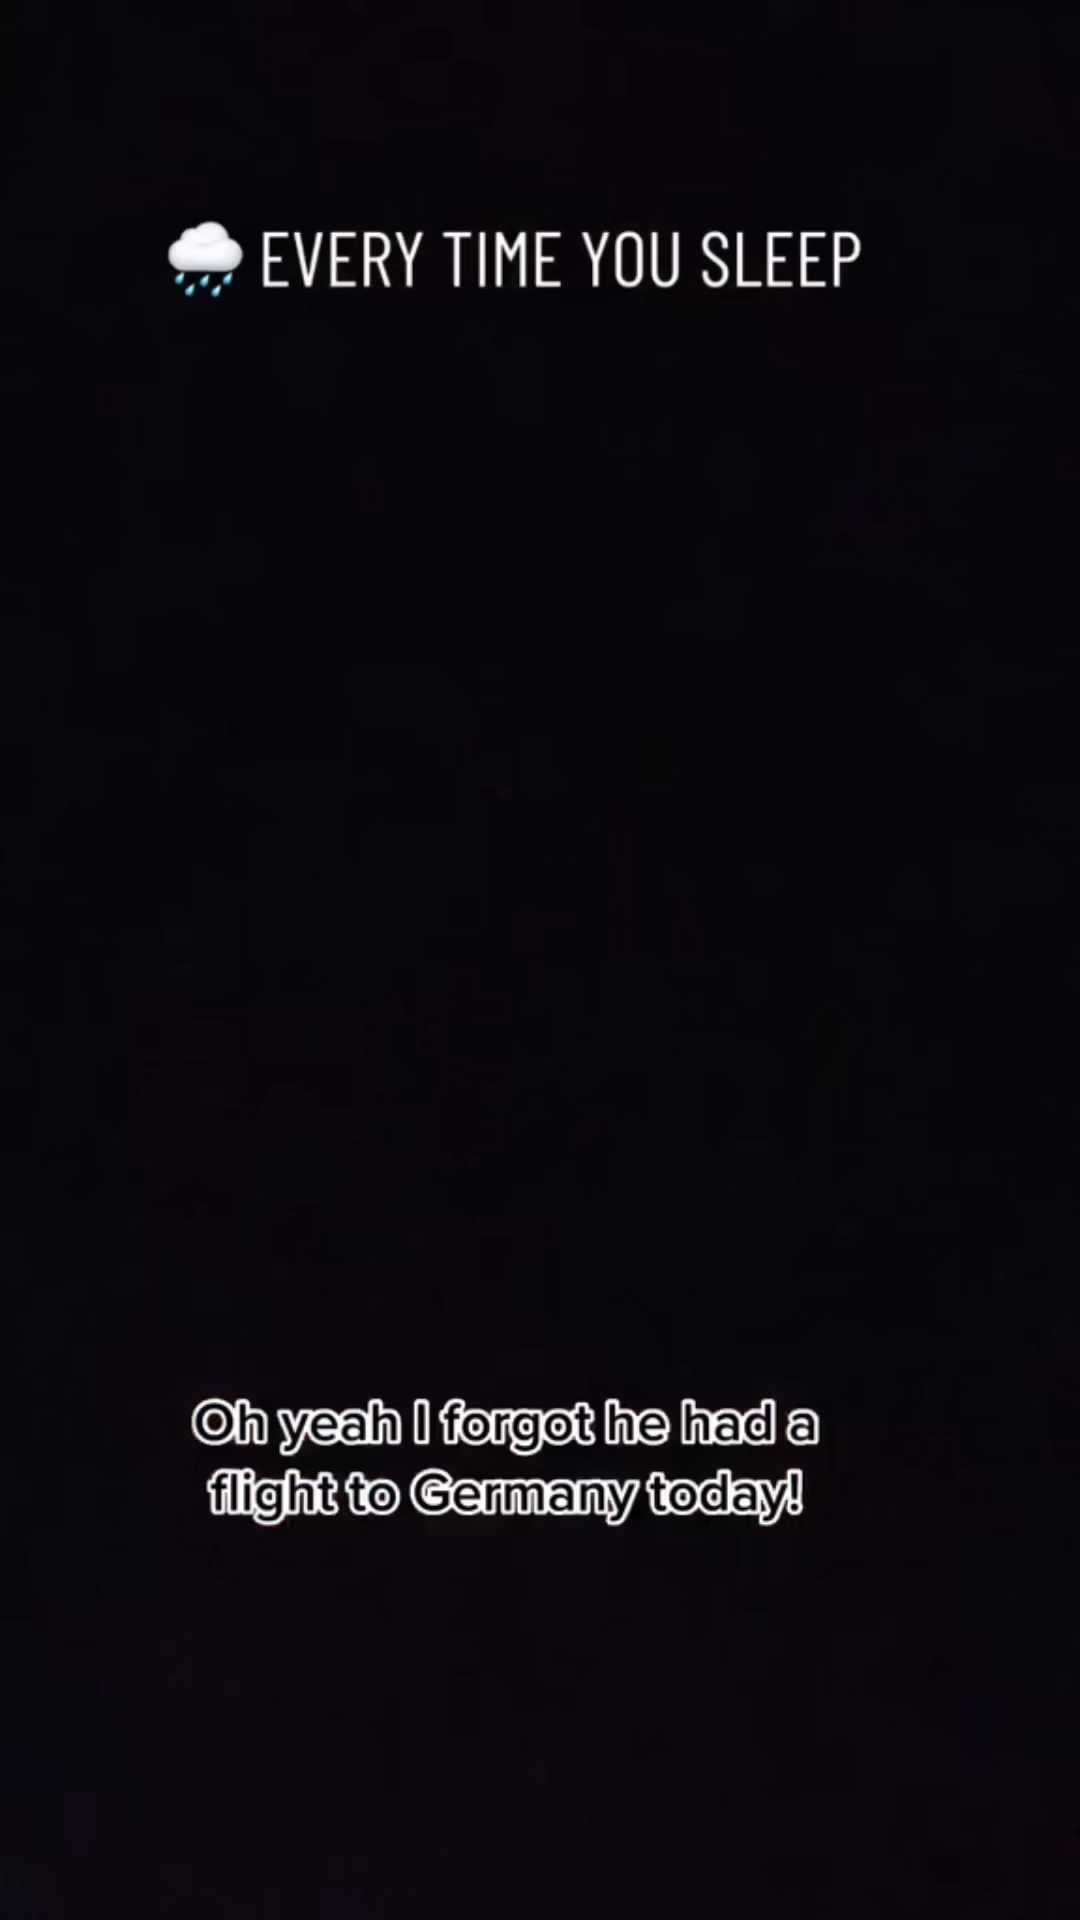 🌧️ EVERY TIME YOU SLEEP
Oh yeah I forgot he had a
flight to Germany today!